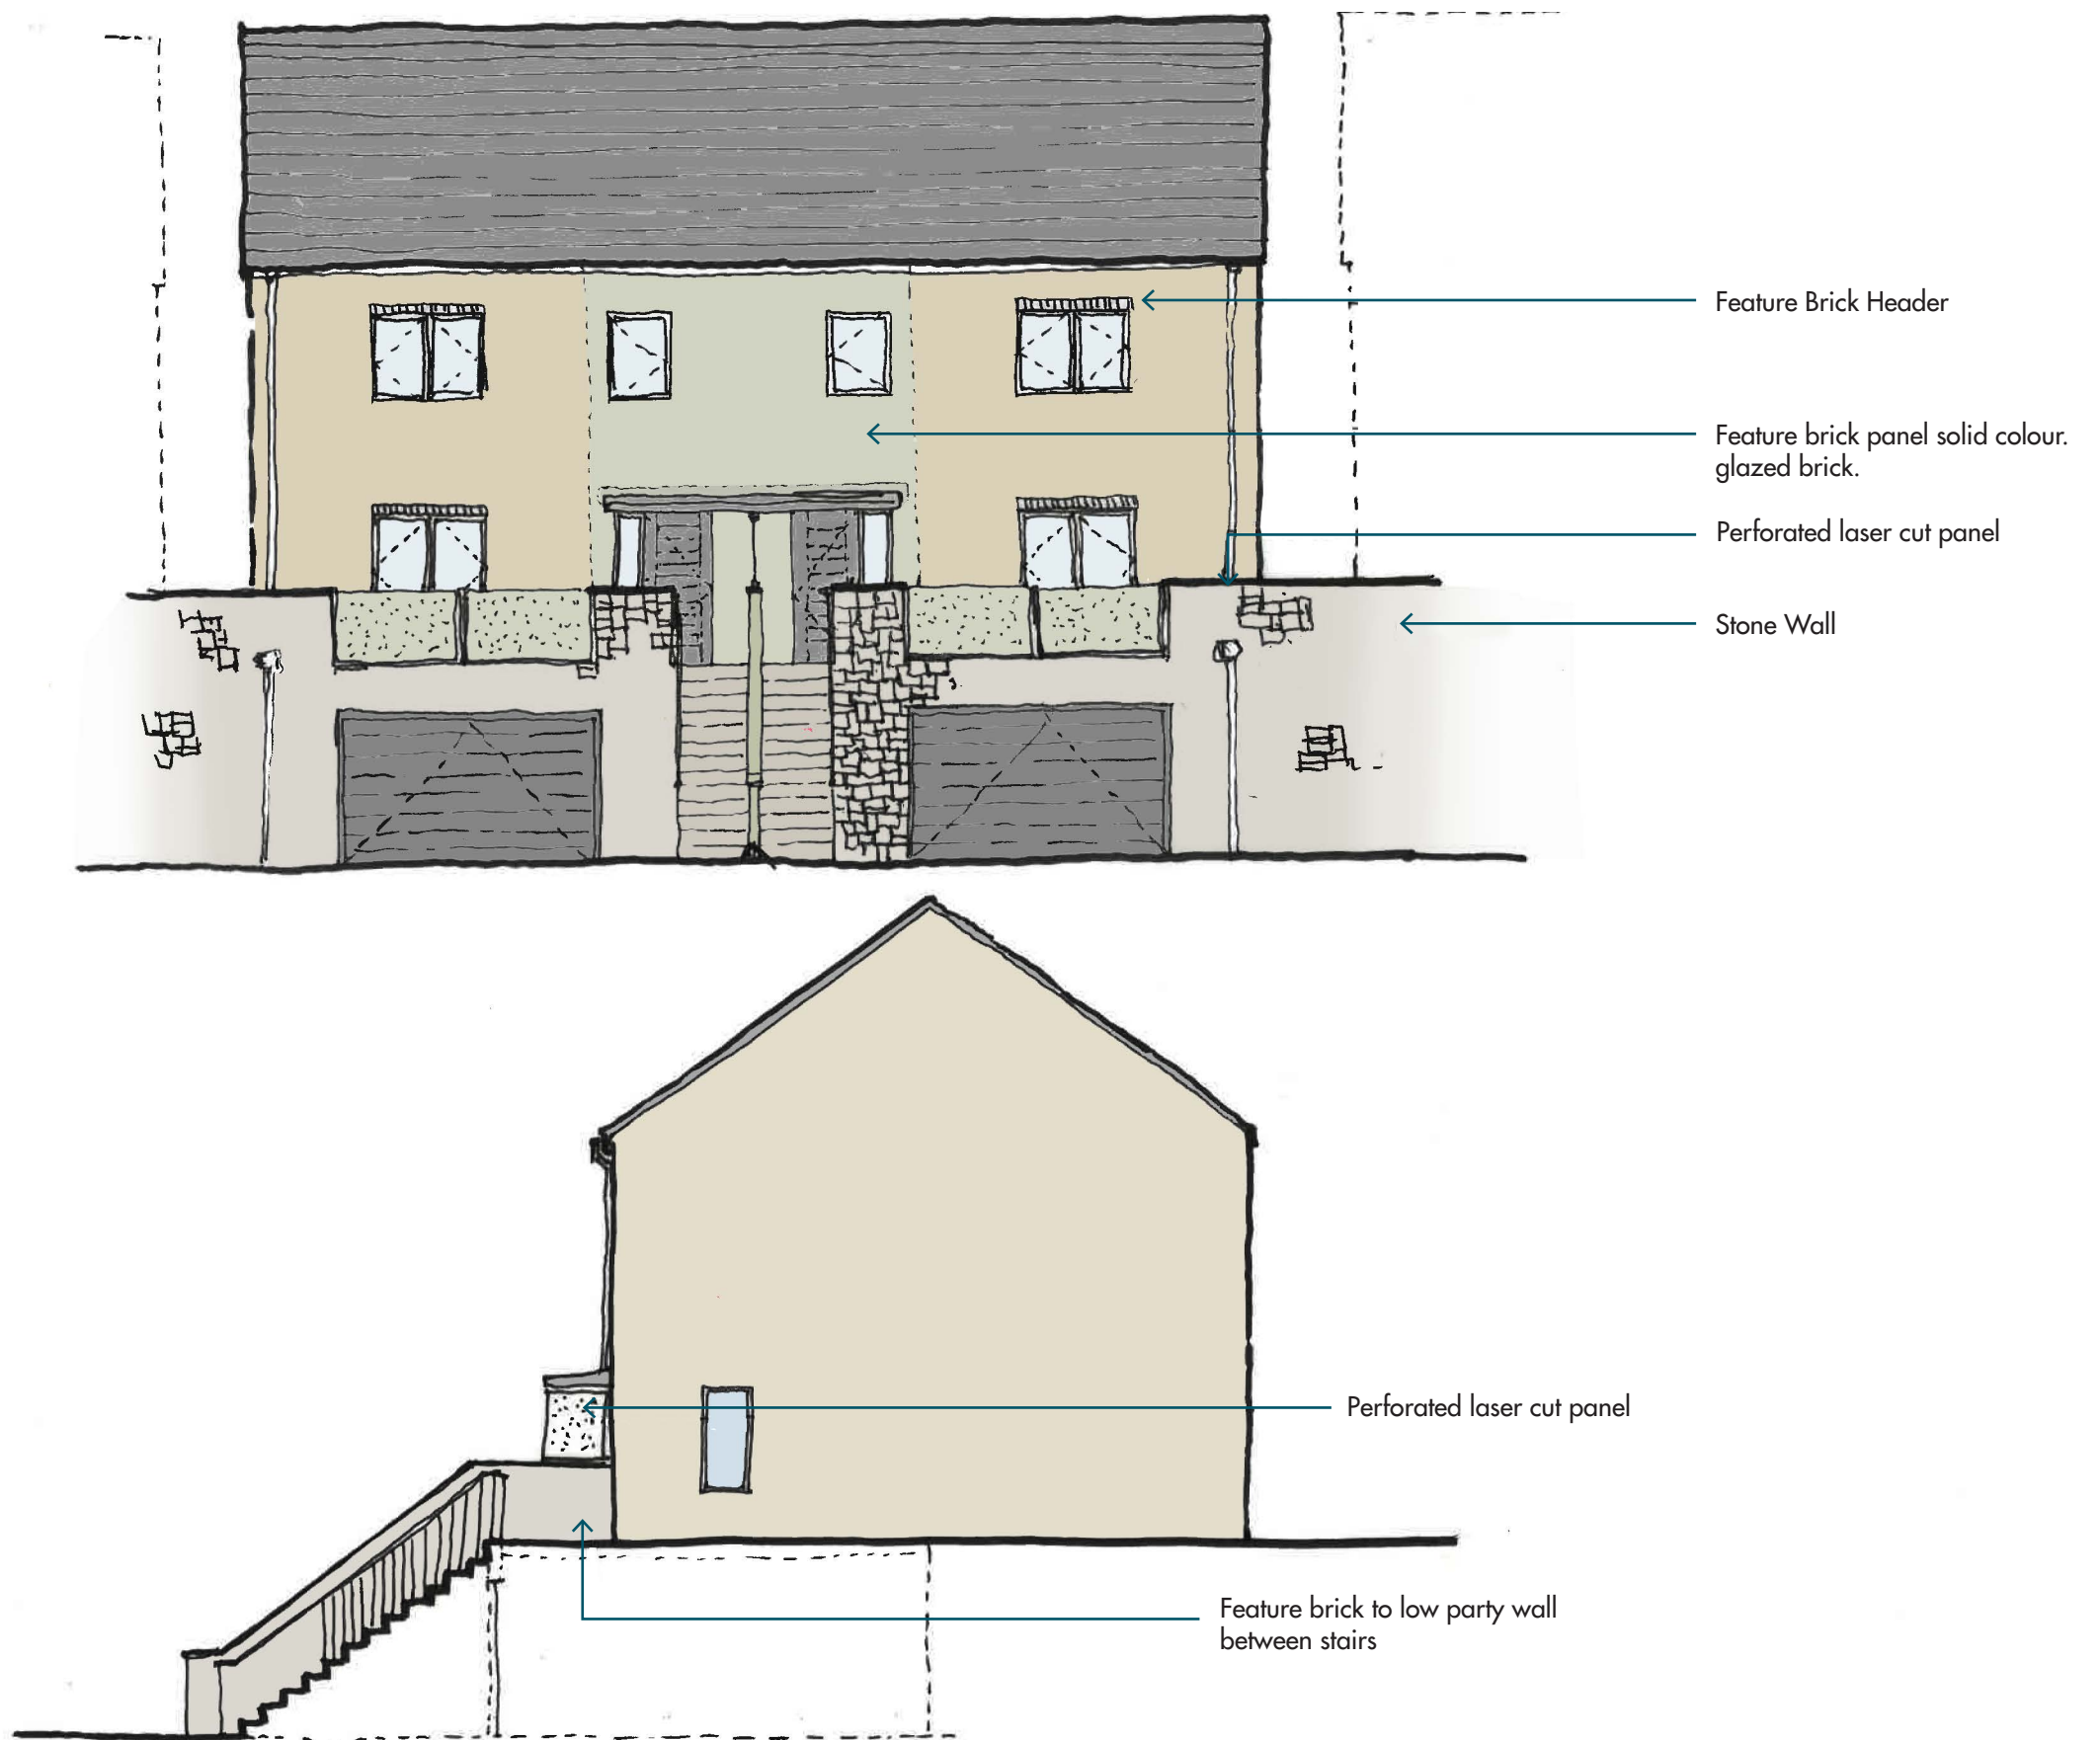 Feature Brick Header
Feature brick panel solid colour.
glazed brick.
Perforated laser cut panel
Stone Wall
Perforated laser cut panel
Feature brick to low party wall
between stairs